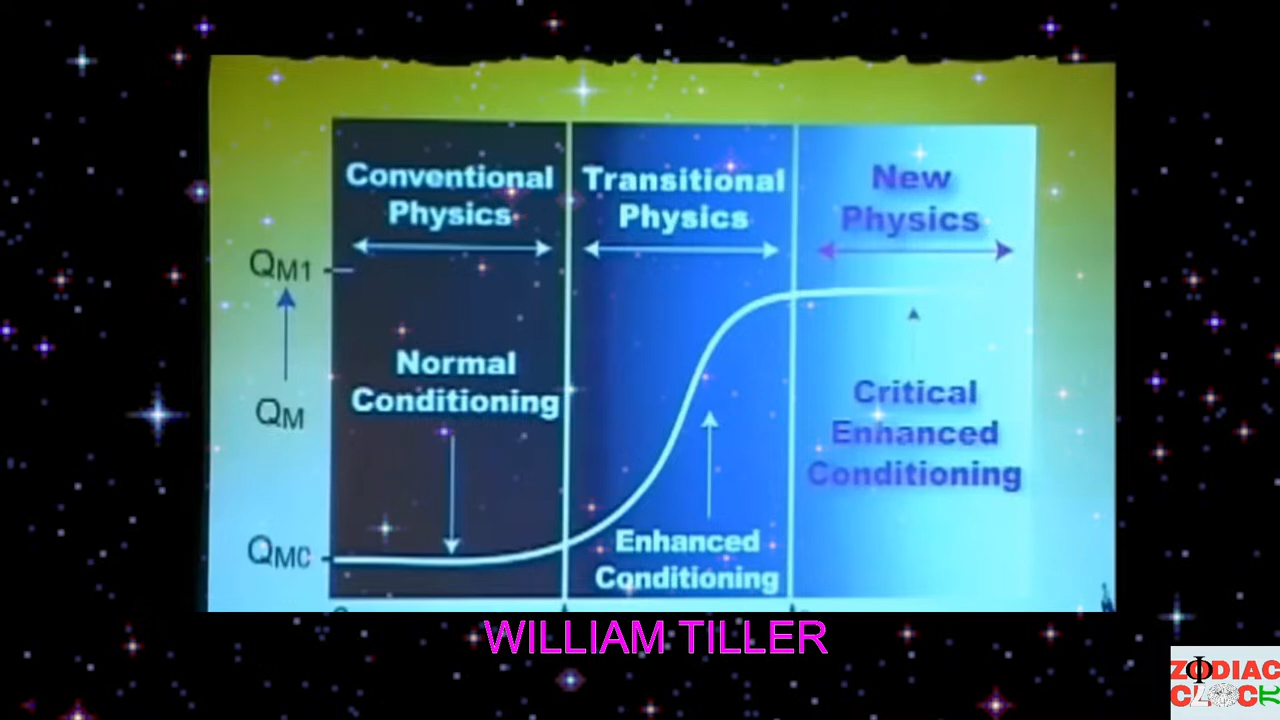 Conventional
Physics
Transitional
Physics
New
Physics
QM1
Normal
Conditioning
QM
Critical
Enhanced
Conditioning
QMC
Enhanced
Conditioning
WILLIAM TILLER
ZODIAC
CLOCK